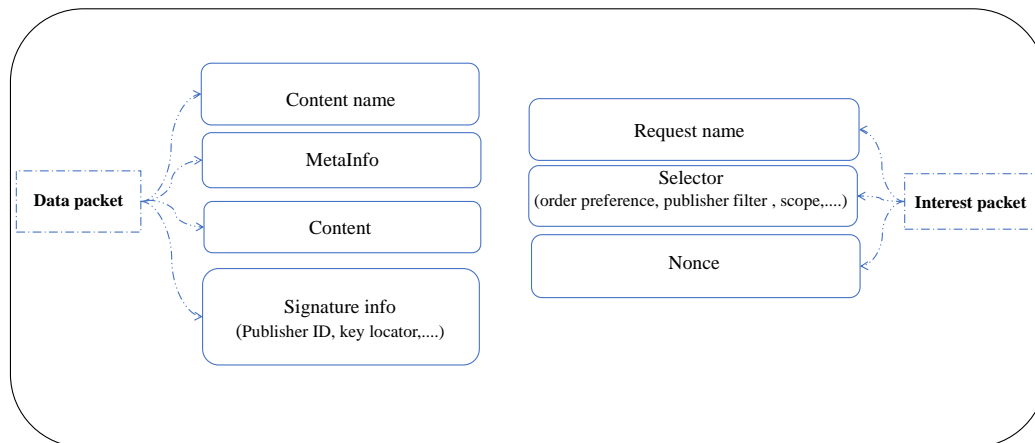 Data packet
Content name
MetaInfo
Content
Signature info
(Publisher ID, key locator,....)
Request name
Selector
(order preference, publisher filter , scope,....)
Nonce
Interest packet